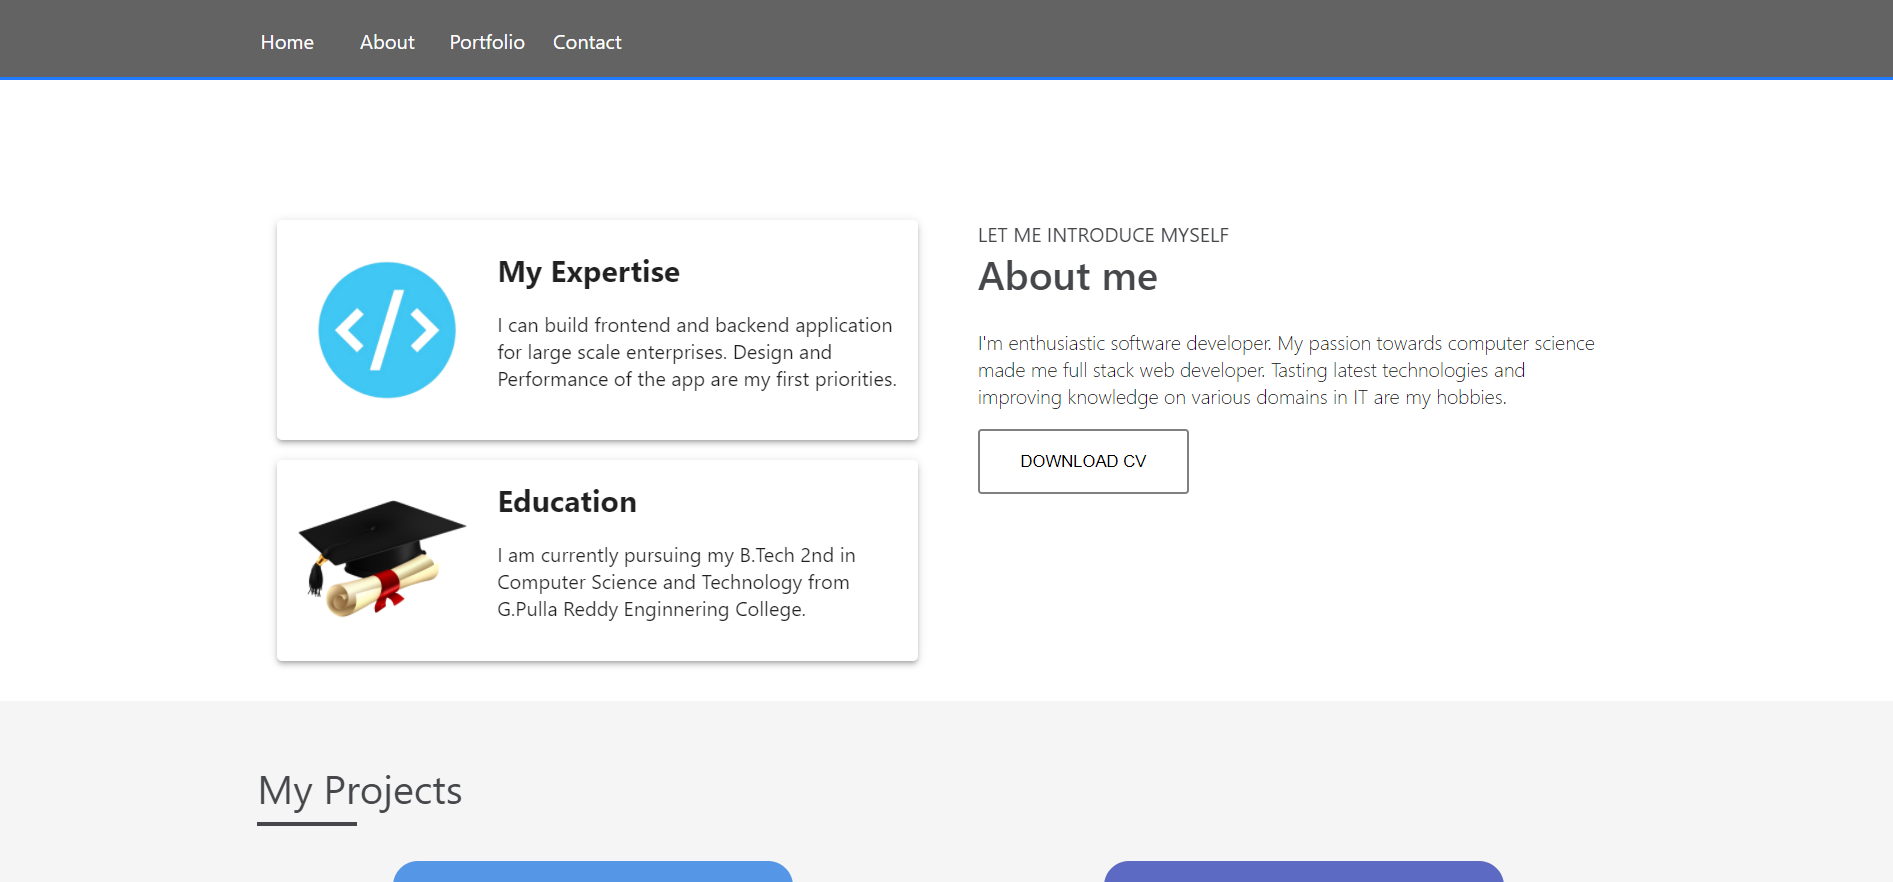 Home About Portfolio Contact
My Expertise
I can build frontend and backend application
for large scale enterprises. Design and
Performance of the app are my first priorities.
Education
I am currently pursuing my B.Tech 2nd in
Computer Science and Technology from
G.Pulla Reddy Enginnering College.
LET ME INTRODUCE MYSELF
About me
I'm enthusiastic software developer. My passion towards computer science
made me full stack web developer. Tasting latest technologies and
improving knowledge on various domains in IT are my hobbies.
DOWNLOAD CV
My Projects